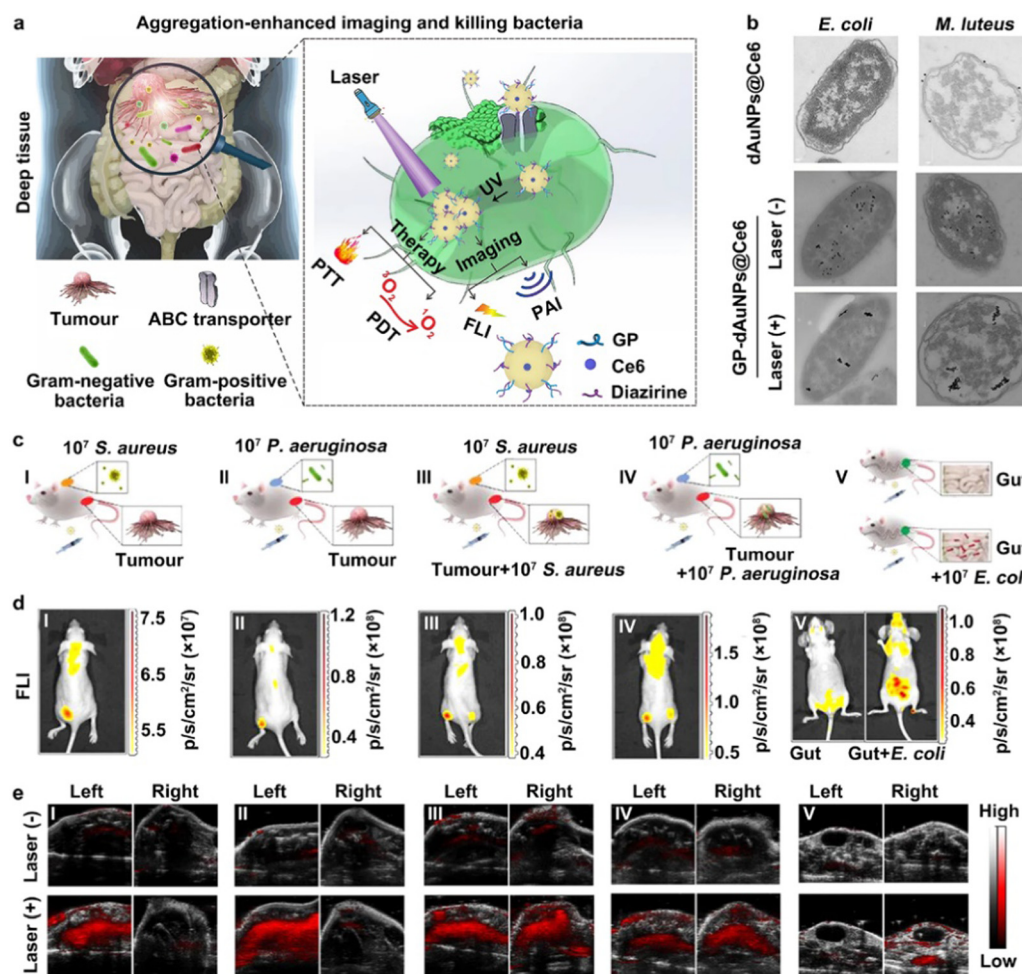 a
Aggregation-enhanced imaging and killing bacteria
Deep tissue
Laser
UV
Therapy
Imaging
PTT
³O₂
PDT
¹O₂
FLI
PAI
GP
Ce6
Diazirine
Tumour
ABC transporter
Gram-negative
bacteria
Gram-positive
bacteria
b
E. coli
M. luteus
dAuNPs@Ce6
GP-dAuNPs@Ce6
Laser (-)
Laser (+)
c
10⁷ S. aureus
10⁷ P. aeruginosa
10⁷ S. aureus
10⁷ P. aeruginosa
I
II
III
IV
V
Gut
Gut
+10⁷ E. coli
Tumour
Tumour
Tumour+10⁷ S. aureus
Tumour
+10⁷ P. aeruginosa
d
FLI
I
7.5
6.5
5.5
p/s/cm²/sr (×10⁷)
II
1.2
0.8
0.4
p/s/cm²/sr (×10⁸)
III
1.0
0.8
0.6
0.4
p/s/cm²/sr (×10⁸)
IV
1.5
1.0
0.5
p/s/cm²/sr (×10⁸)
V
1.0
0.8
0.6
0.4
p/s/cm²/sr (×10⁸)
Gut
Gut+E. coli
e
Left Right Left Right Left Right Left Right Left Right
Laser (-)
I
II
III
IV
V
Laser (+)
High
Low